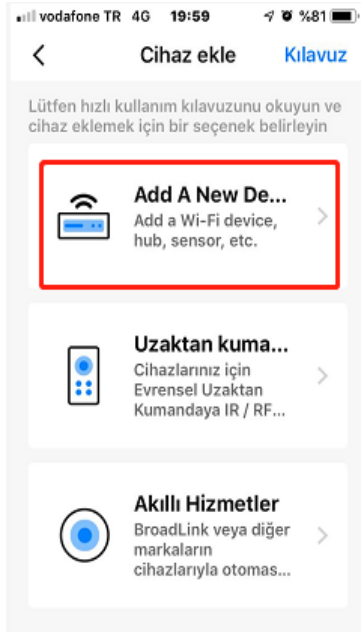 vodafone TR 4G 19:59 %81
Cihaz ekle Kılavuz
Lütfen hızlı kullanım kılavuzunu okuyun ve
cihaz eklemek için bir seçenek belirleyin
Add A New De...
Add a Wi-Fi device,
hub, sensor, etc.
Uzaktan kuma...
Cihazlarınız için
Evrensel Uzaktan
Kumandaya IR / RF...
Akıllı Hizmetler
BroadLink veya diğer
markaların
cihazlarıyla otomas...